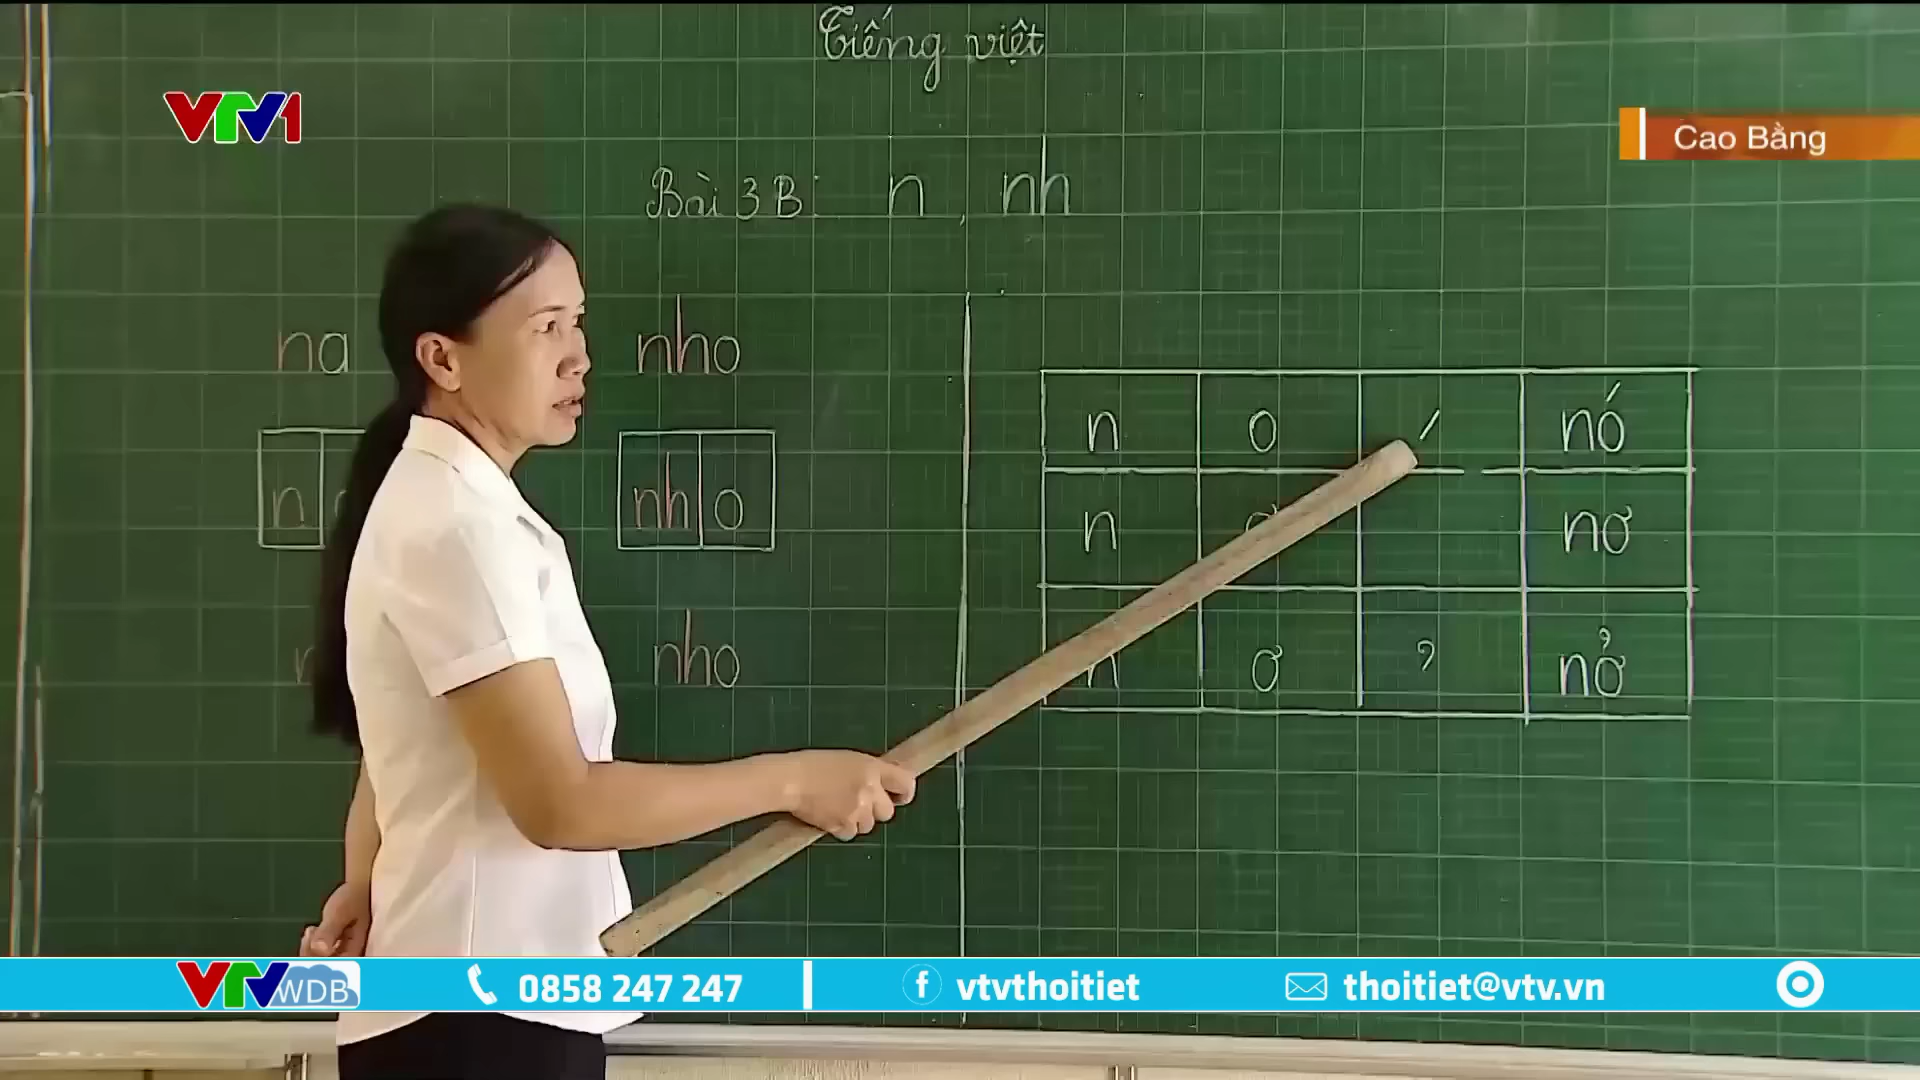 Tiếng việt
VTV1
Cao Bằng
Bài 3B: n, nh
na nho
n nh o
nho
n o ˊ nó
n nơ
n ơ ̉ nở
VTV WDB 0858 247 247 vtvthoitiet thoitiet@vtv.vn